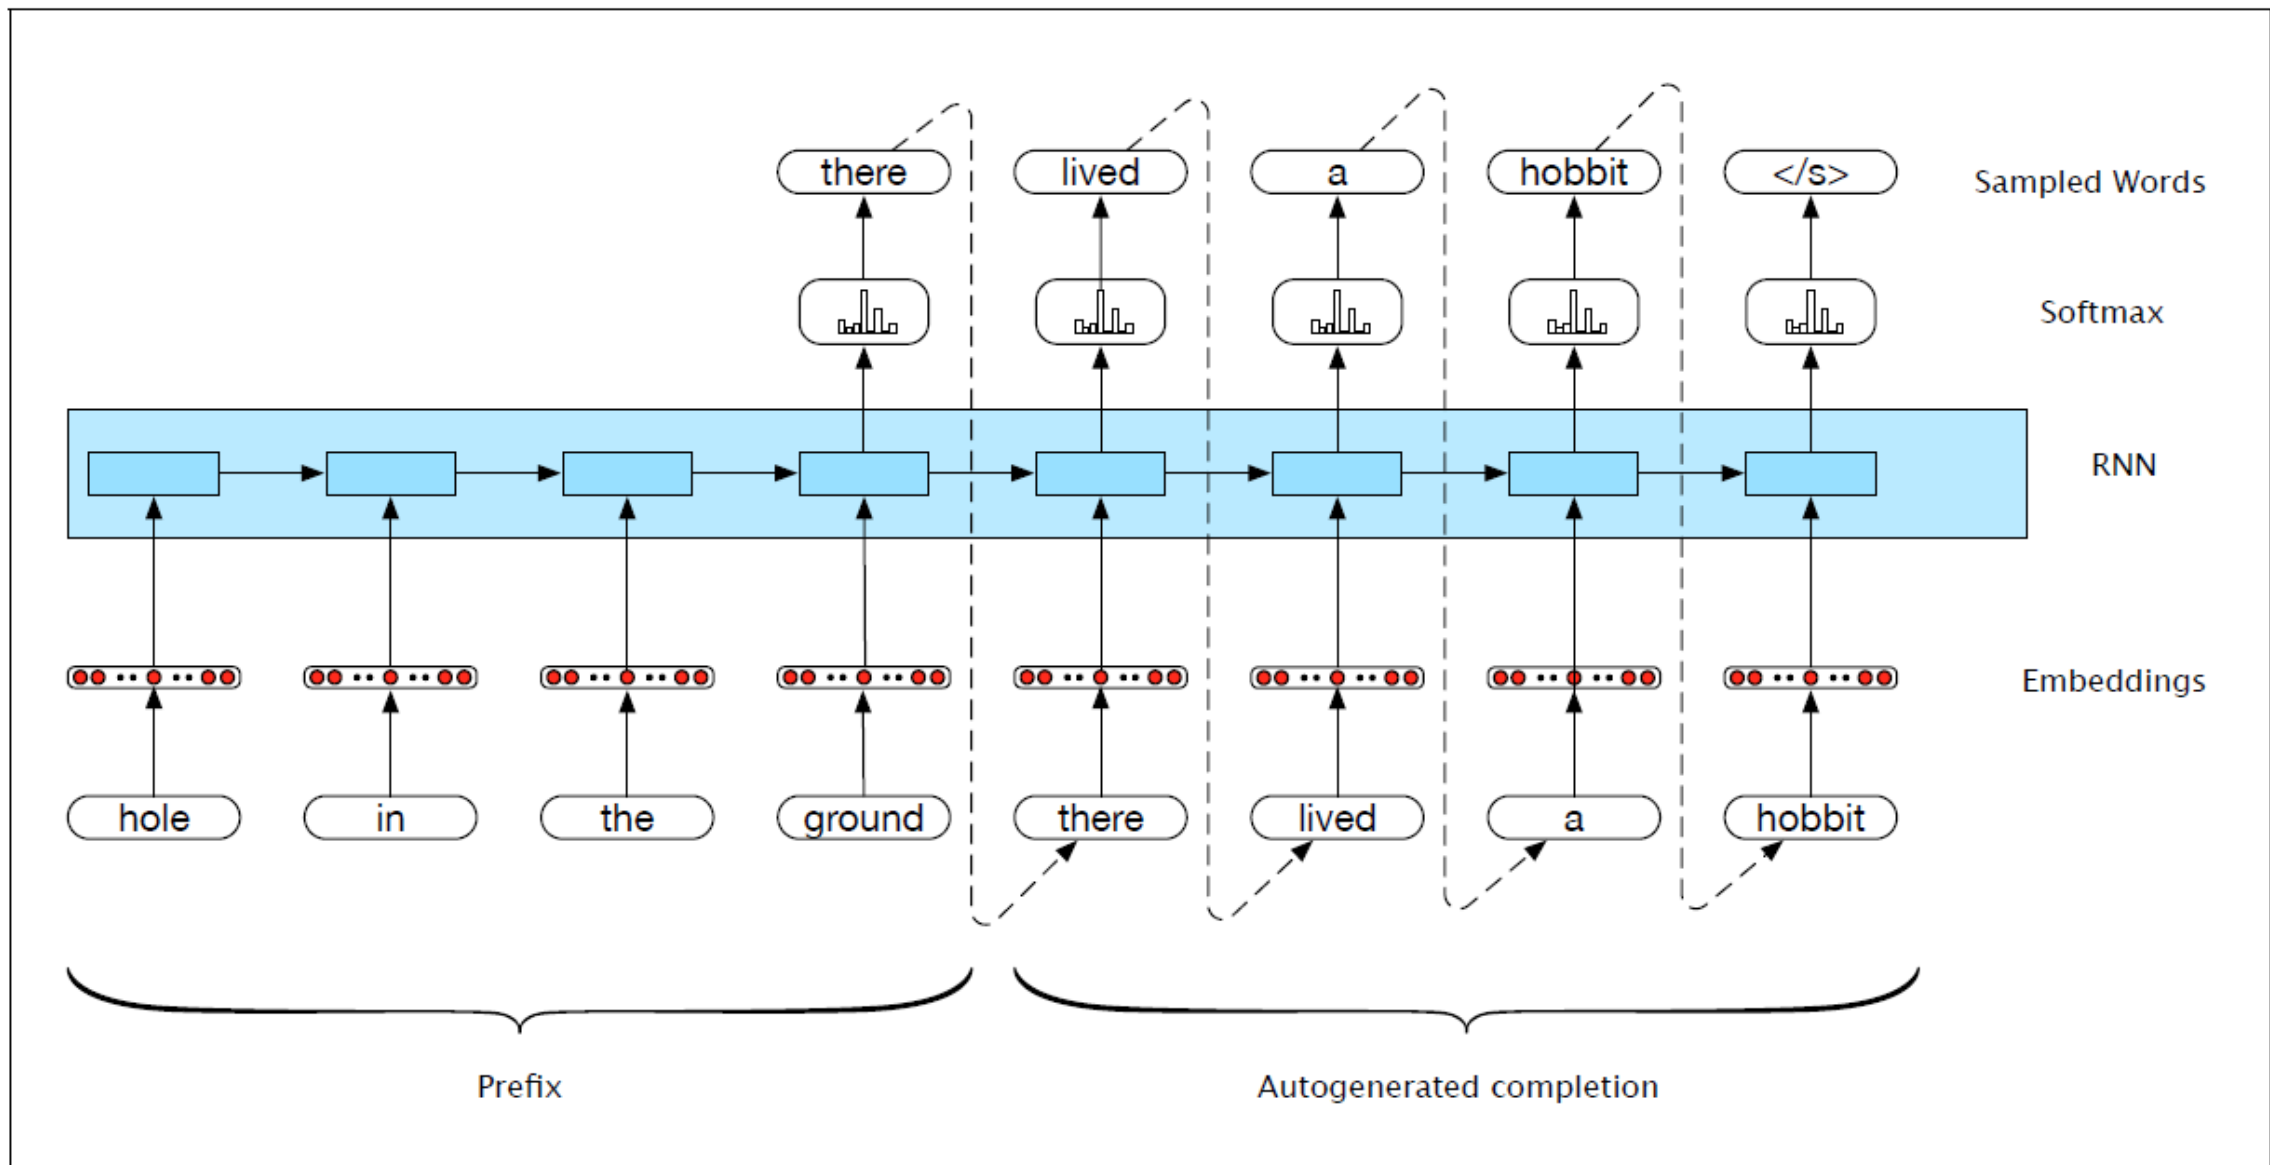 there lived a hobbit </s> Sampled Words
Softmax
RNN
Embeddings
hole in the ground there lived a hobbit
Prefix Autogenerated completion